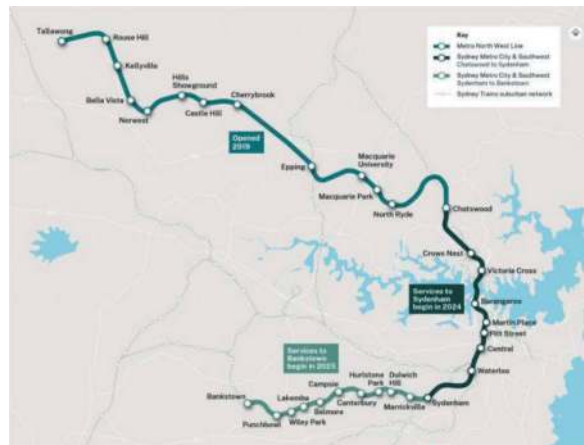 Key
Metro North West Line
Sydney Metro City & Southwest
Chatswood to Sydenham
Sydney Metro City & Southwest
Sydenham to Bankstown
Sydney Trains suburban network
Tallawong
Rouse Hill
Kellyville
Bella Vista
Norwest
Hills
Showground
Castle Hill
Cherrybrook
Opened
2019
Epping
Macquarie
University
Macquarie Park
North Ryde
Chatswood
Crows Nest
Victoria Cross
Services to
Sydenham
begin in 2024
Barangaroo
Martin Place
Pitt Street
Central
Waterloo
Services to
Bankstown
begin in 2025
Bankstown
Punchbowl
Wiley Park
Lakemba
Belmore
Campsie
Canterbury
Hurlstone
Park
Dulwich
Hill
Marrickville
Sydenham